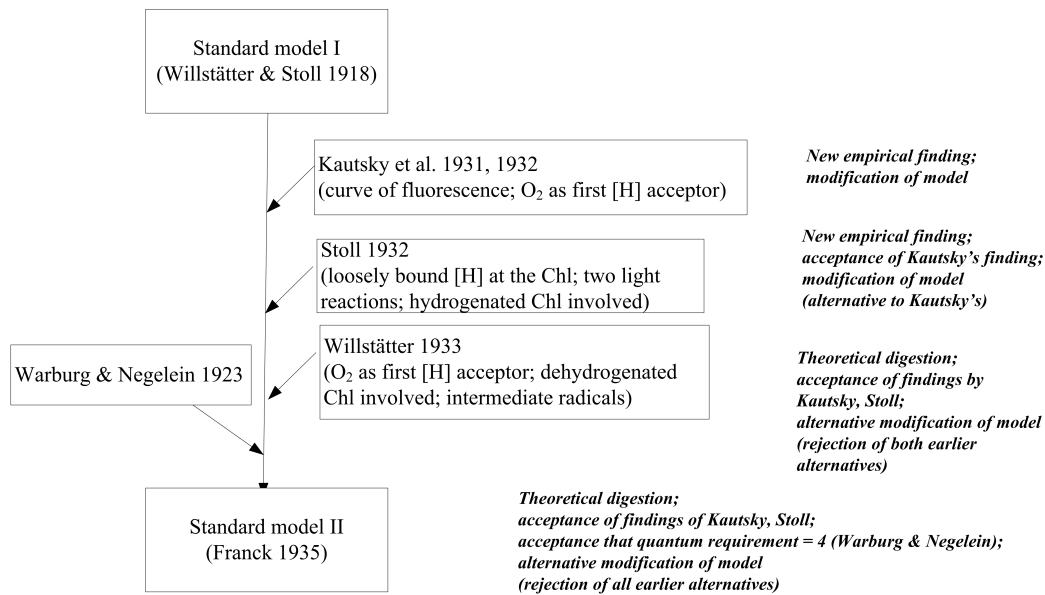 Standard model I
(Willstätter & Stoll 1918)
Kautsky et al. 1931, 1932
(curve of fluorescence; O₂ as first [H] acceptor)
New empirical finding;
modification of model
Stoll 1932
(loosely bound [H] at the Chl; two light
reactions; hydrogenated Chl involved)
New empirical finding;
acceptance of Kautsky’s finding;
modification of model
(alternative to Kautsky’s)
Willstätter 1933
(O₂ as first [H] acceptor; dehydrogenated
Chl involved; intermediate radicals)
Theoretical digestion;
acceptance of findings by
Kautsky, Stoll;
alternative modification of model
(rejection of both earlier
alternatives)
Warburg & Negelein 1923
Standard model II
(Franck 1935)
Theoretical digestion;
acceptance of findings of Kautsky, Stoll;
acceptance that quantum requirement = 4 (Warburg & Negelein);
alternative modification of model
(rejection of all earlier alternatives)